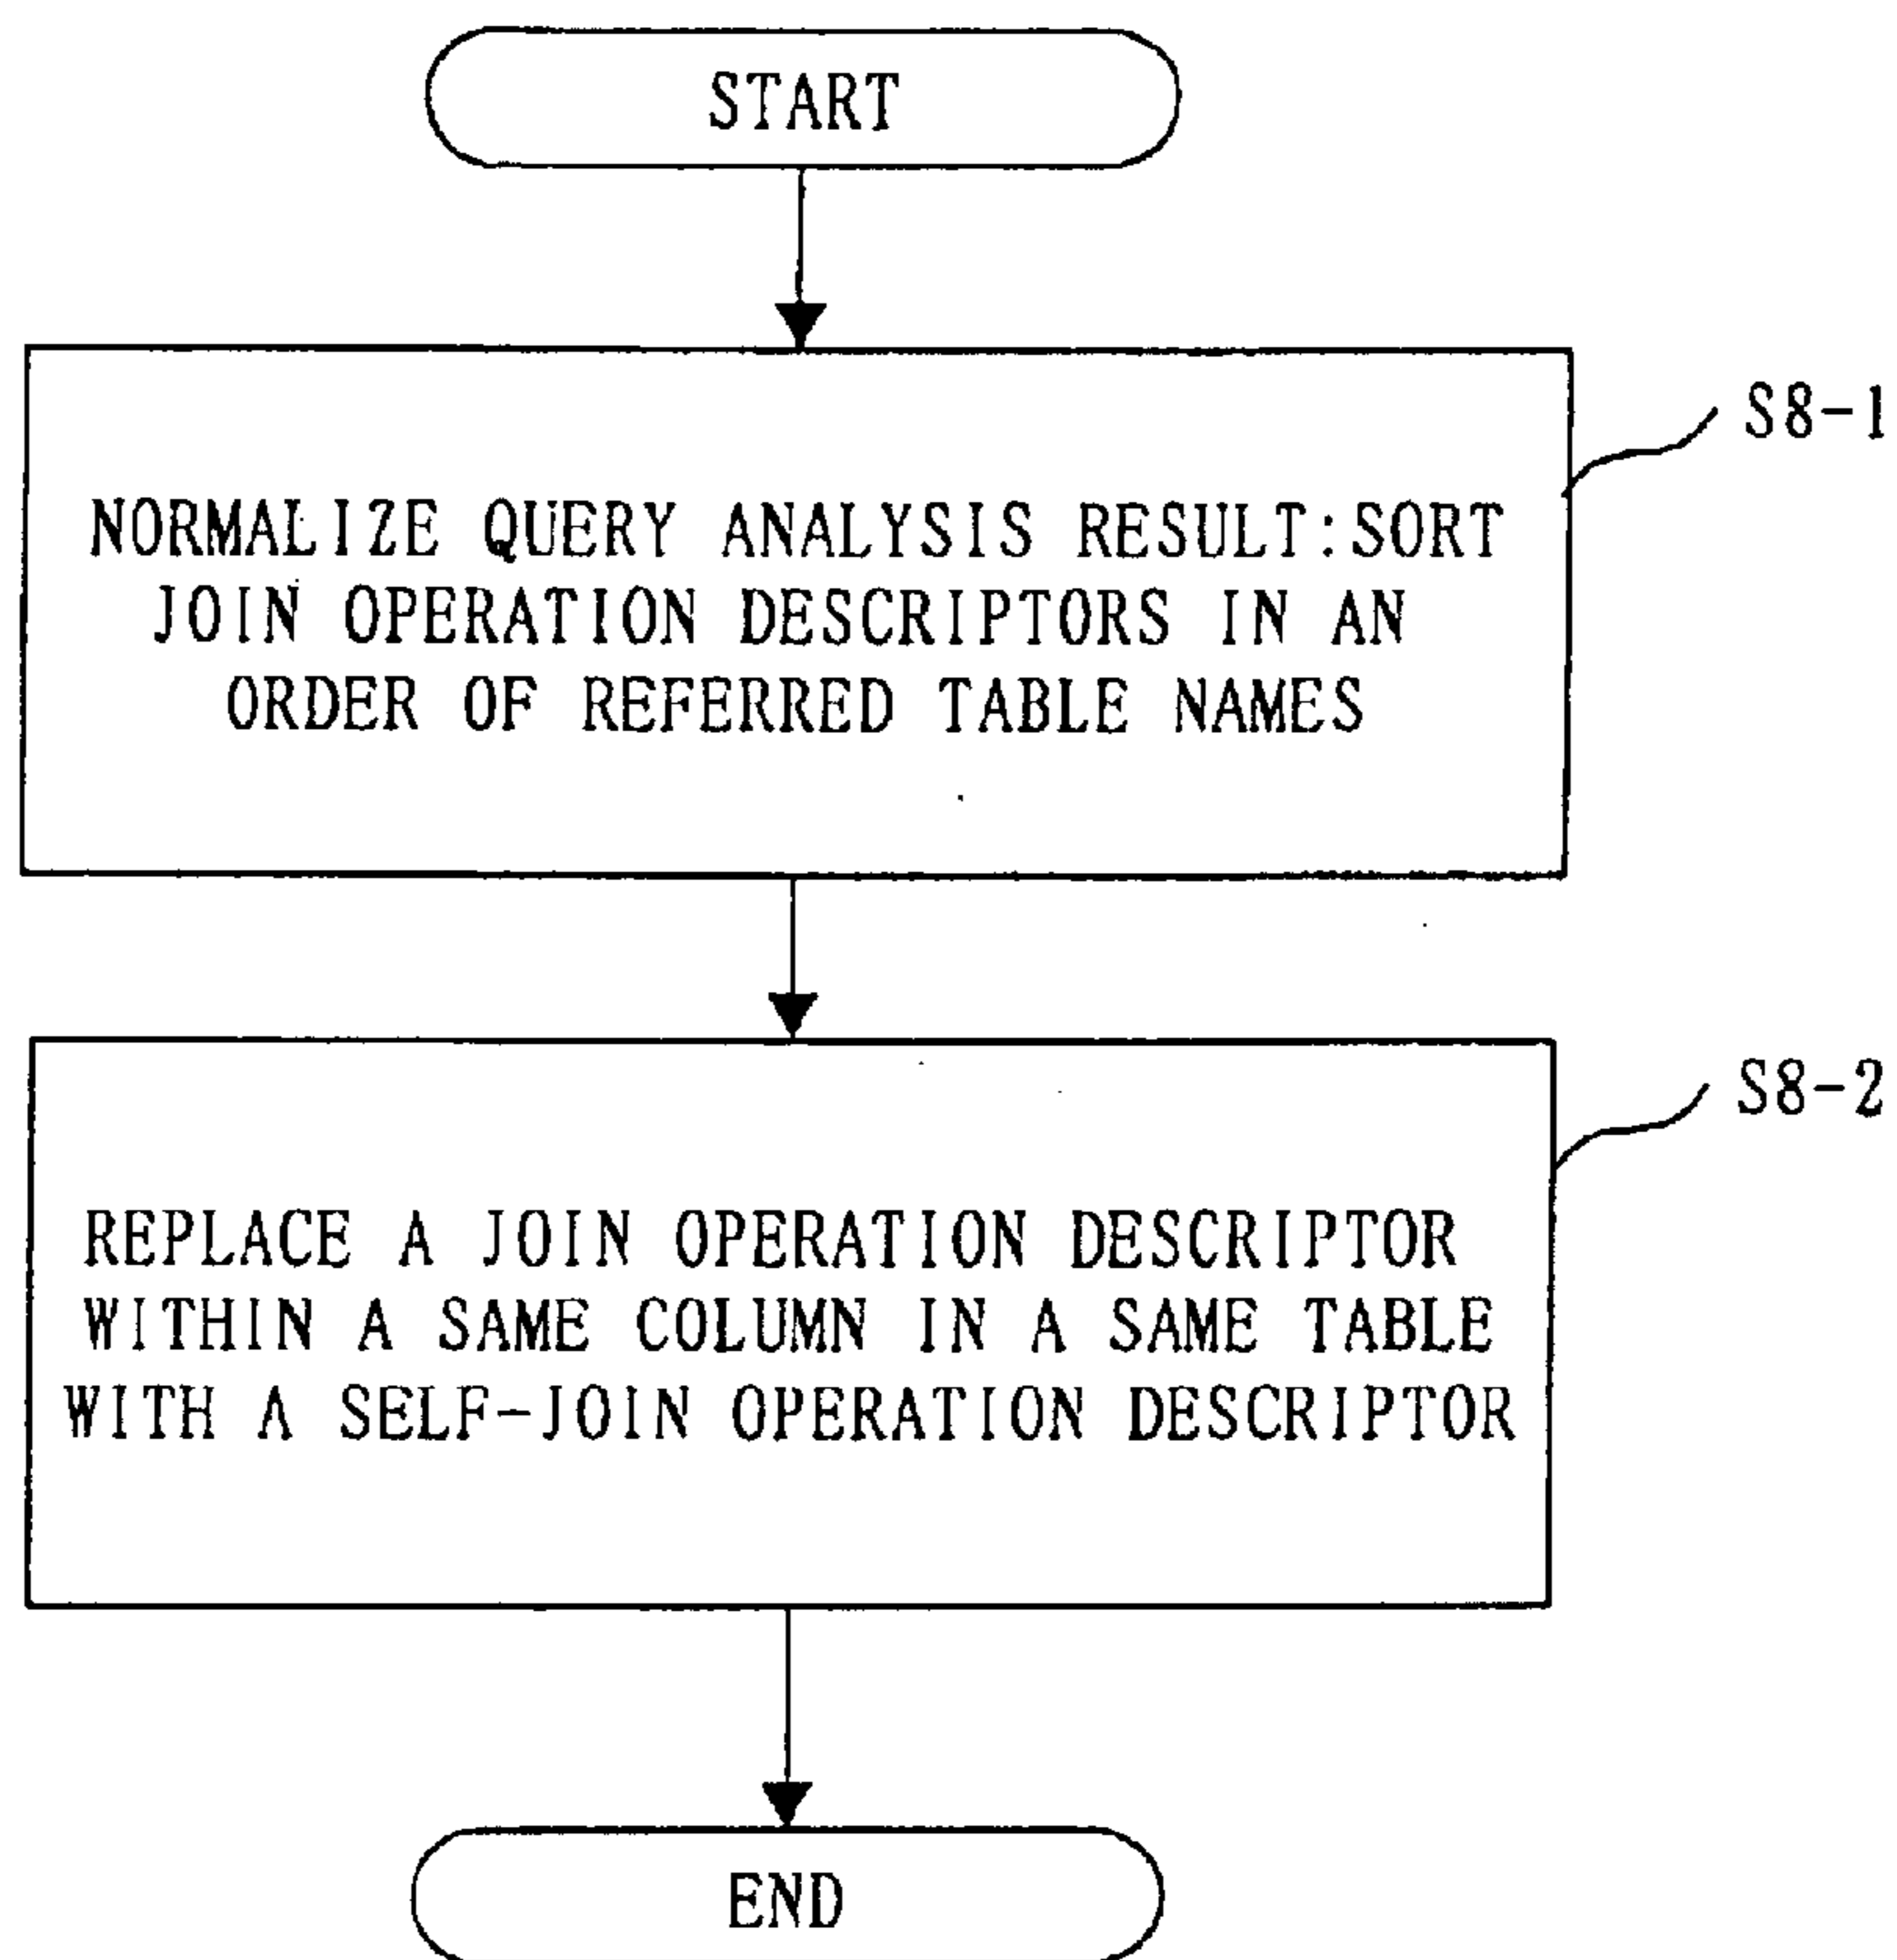 START
S8-1
NORMALIZE QUERY ANALYSIS RESULT:SORT
JOIN OPERATION DESCRIPTORS IN AN
ORDER OF REFERRED TABLE NAMES
S8-2
REPLACE A JOIN OPERATION DESCRIPTOR
WITHIN A SAME COLUMN IN A SAME TABLE
WITH A SELF-JOIN OPERATION DESCRIPTOR
END